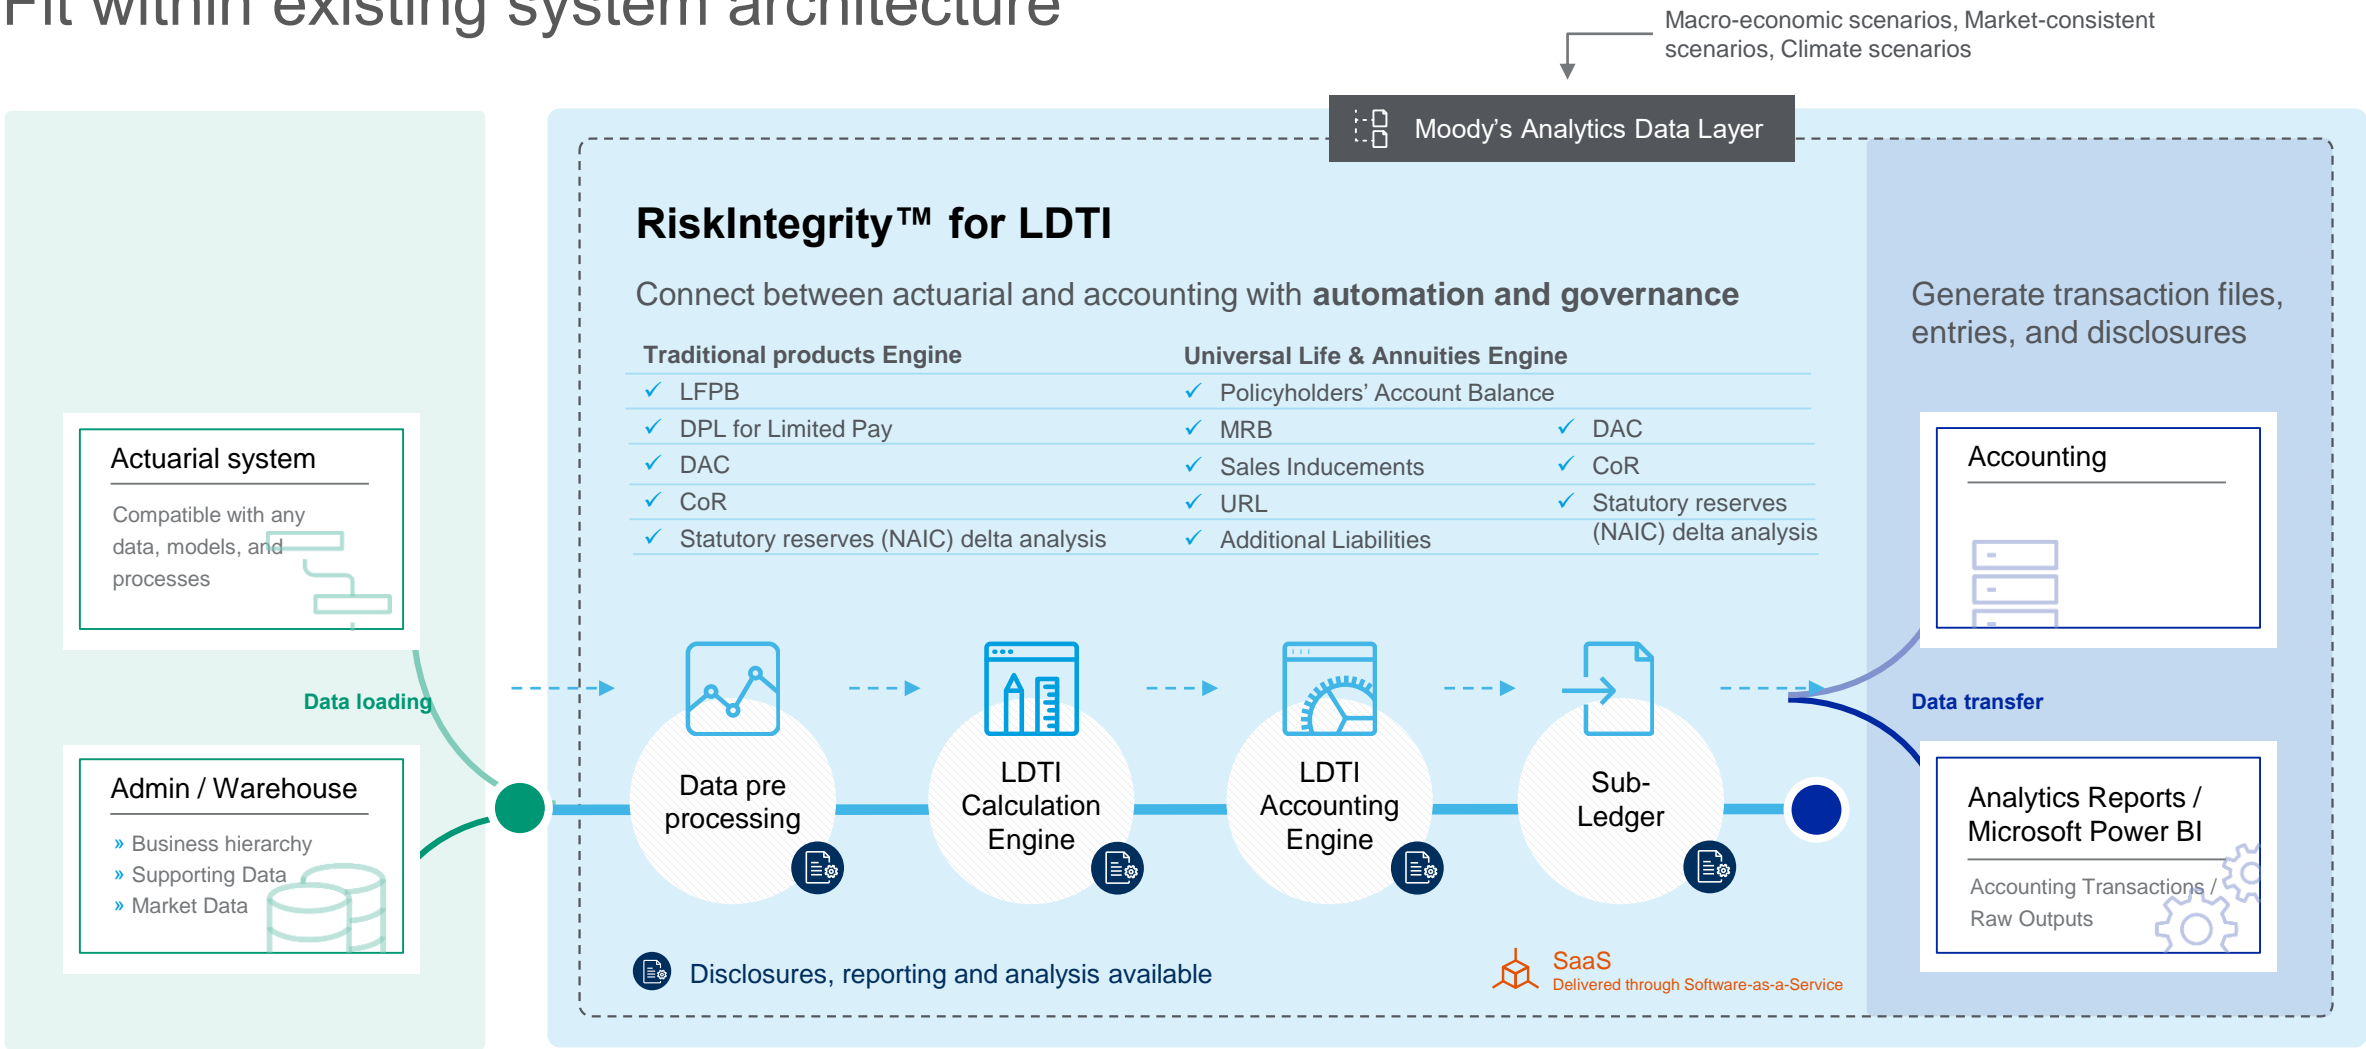 Fit within existing system architecture
Macro-economic scenarios, Market-consistent
scenarios, Climate scenarios
Moody's Analytics Data Layer
RiskIntegrity™ for LDTI
Connect between actuarial and accounting with automation and governance
Generate transaction files,
entries, and disclosures
Traditional products Engine
✓ LFPB
✓ DPL for Limited Pay
✓ DAC
✓ CoR
✓ Statutory reserves (NAIC) delta analysis
Universal Life & Annuities Engine
✓ Policyholders' Account Balance
✓ MRB
✓ Sales Inducements
✓ URL
✓ Additional Liabilities
✓ DAC
✓ CoR
✓ Statutory reserves
(NAIC) delta analysis
Actuarial system
Compatible with any
data, models, and
processes
Data loading
Admin / Warehouse
» Business hierarchy
» Supporting Data
» Market Data
Data pre
processing
LDTI
Calculation
Engine
LDTI
Accounting
Engine
Sub-
Ledger
Accounting
Data transfer
Analytics Reports /
Microsoft Power BI
Accounting Transactions /
Raw Outputs
Disclosures, reporting and analysis available
SaaS
Delivered through Software-as-a-Service